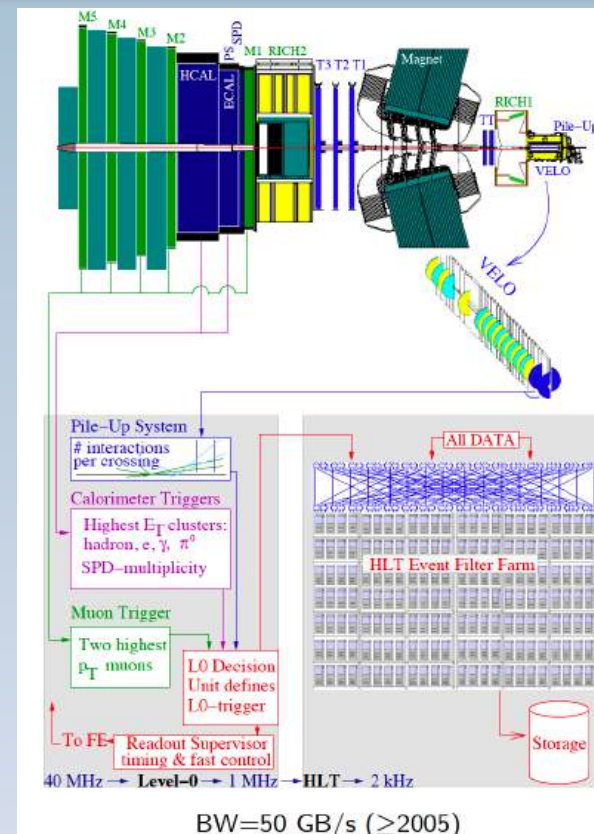 M5
M4
M3
M2
HCAL
PS
SPD
ECAL
M1
RICH2
T3 T2 T1
Magnet
TT
RICH1
Pile-Up
VELO
VELO
Pile-Up System
# interactions
per crossing
Calorimeter Triggers
Highest E_T clusters:
hadron, e, γ, π⁰
SPD-multiplicity
Muon Trigger
Two highest
p_T muons
L0 Decision
Unit defines
L0-trigger
To FE
Readout Supervisor
timing & fast control
All DATA
HLT Event Filter Farm
Storage
40 MHz → Level-0 → 1 MHz → HLT → 2 kHz
BW=50 GB/s (>2005)